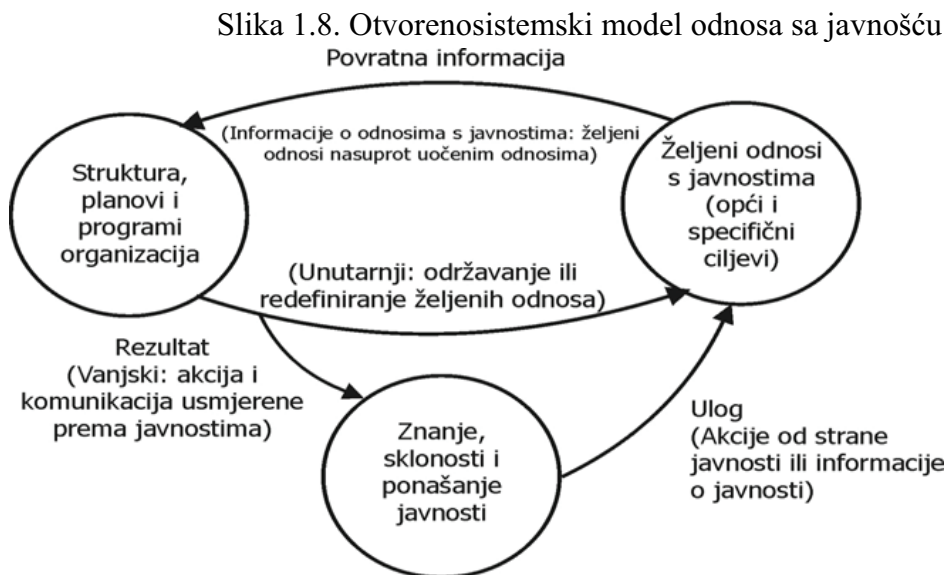 Slika 1.8. Otvorenosistemski model odnosa sa javnošću
Povratna informacija
(Informacije o odnosima s javnostima: željeni
odnosi nasuprot uočenim odnosima)
Struktura,
planovi i
programi
organizacija
Željeni odnosi
s javnostima
(opći i
specifični
ciljevi)
(Unutarnji: održavanje ili
redefiniranje željenih odnosa)
Rezultat
(Vanjski: akcija i
komunikacija usmjerene
prema javnostima)
Znanje,
sklonosti i
ponašanje
javnosti
Ulog
(Akcije od strane
javnosti ili informacije
o javnosti)